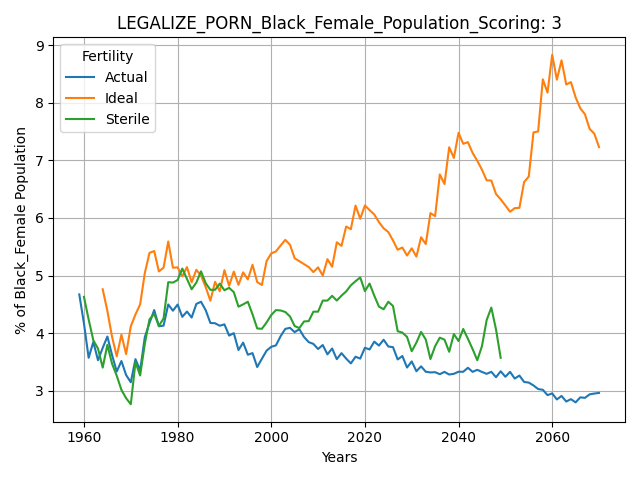 LEGALIZE_PORN_Black_Female_Population_Scoring: 3
Fertility
Actual
Ideal
Sterile
% of Black_Female Population
9
8
7
6
5
4
3
1960 1980 2000 2020 2040 2060
Years